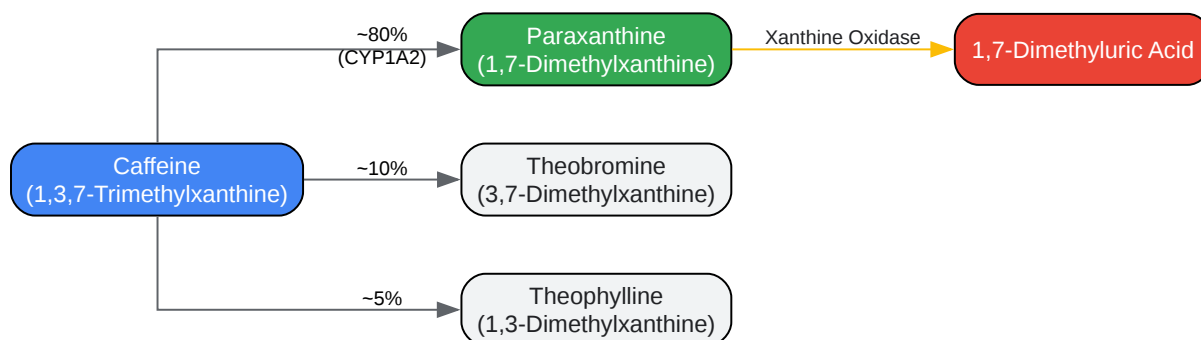 ~80%
(CYP1A2)
Paraxanthine
(1,7-Dimethylxanthine)
Xanthine Oxidase
1,7-Dimethyluric Acid
Caffeine
(1,3,7-Trimethylxanthine)
~10%
Theobromine
(3,7-Dimethylxanthine)
~5%
Theophylline
(1,3-Dimethylxanthine)